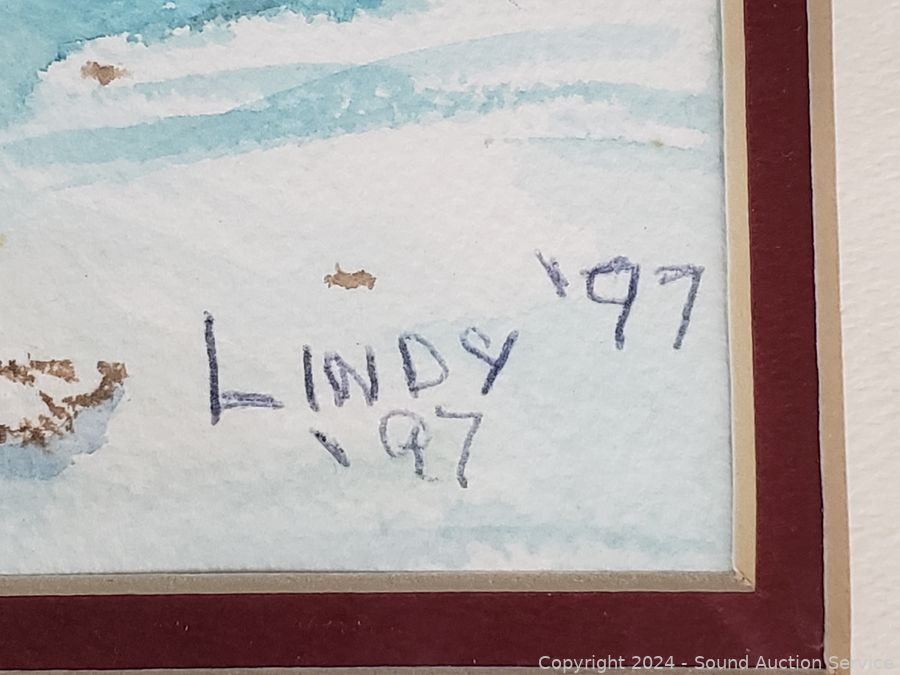 LINDY '97
'97
Copyright 2024 - Sound Auction Service